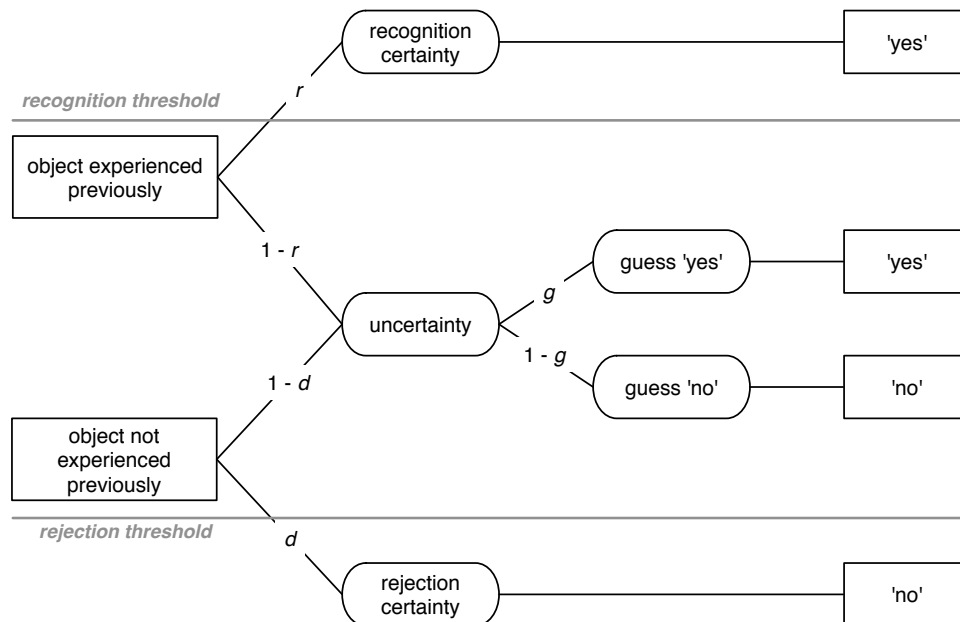 recognition
certainty
'yes'
r
recognition threshold
object experienced
previously
1 - r
guess 'yes'
'yes'
g
uncertainty
1 - g
1 - d
guess 'no'
'no'
object not
experienced
previously
rejection threshold
d
rejection
certainty
'no'